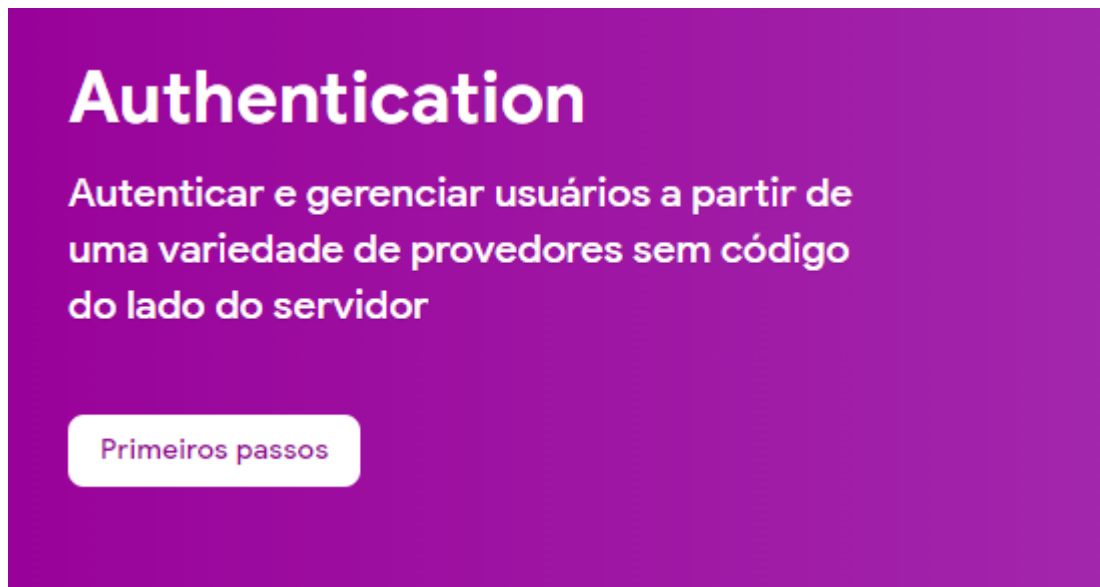 Authentication
Autenticar e gerenciar usuários a partir de
uma variedade de provedores sem código
do lado do servidor
Primeiros passos